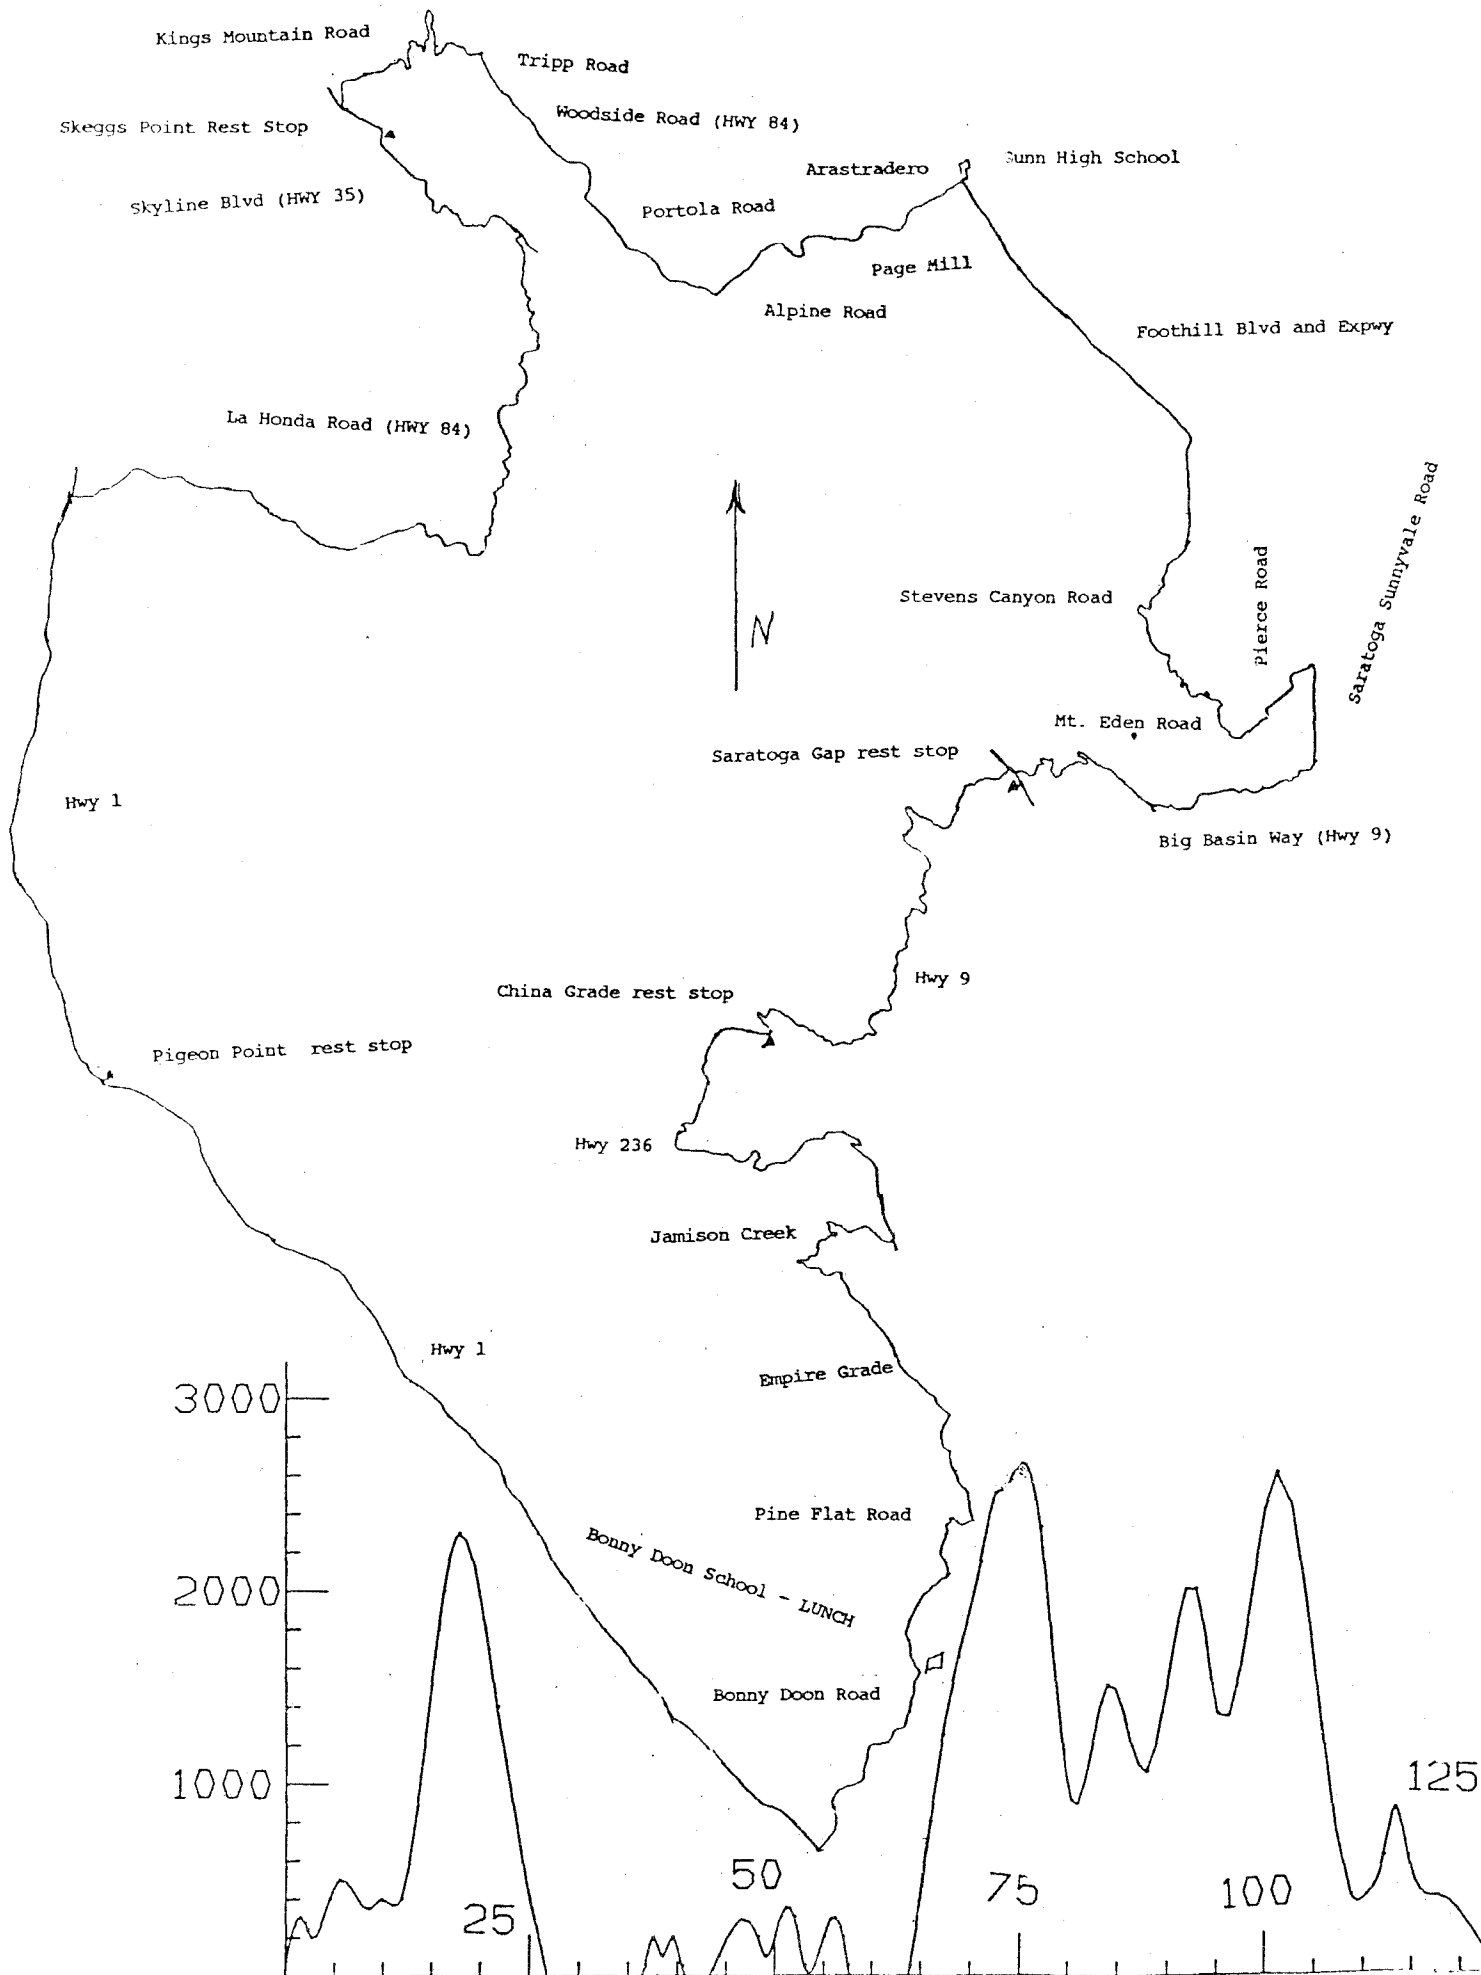 Kings Mountain Road
Tripp Road
Woodside Road (HWY 84)
Skeggs Point Rest Stop
Arastradero
Gunn High School
Skyline Blvd (HWY 35)
Portola Road
Page Mill
Alpine Road
Foothill Blvd and Expwy
La Honda Road (HWY 84)
Saratoga Sunnyvale Road
Pierce Road
Stevens Canyon Road
N
Mt. Eden Road
Saratoga Gap rest stop
Hwy 1
Big Basin Way (Hwy 9)
Hwy 9
China Grade rest stop
Pigeon Point rest stop
Hwy 236
Jamison Creek
Hwy 1
Empire Grade
3000
Pine Flat Road
Bonny Doon School - LUNCH
2000
Bonny Doon Road
1000
125
50
75
100
25